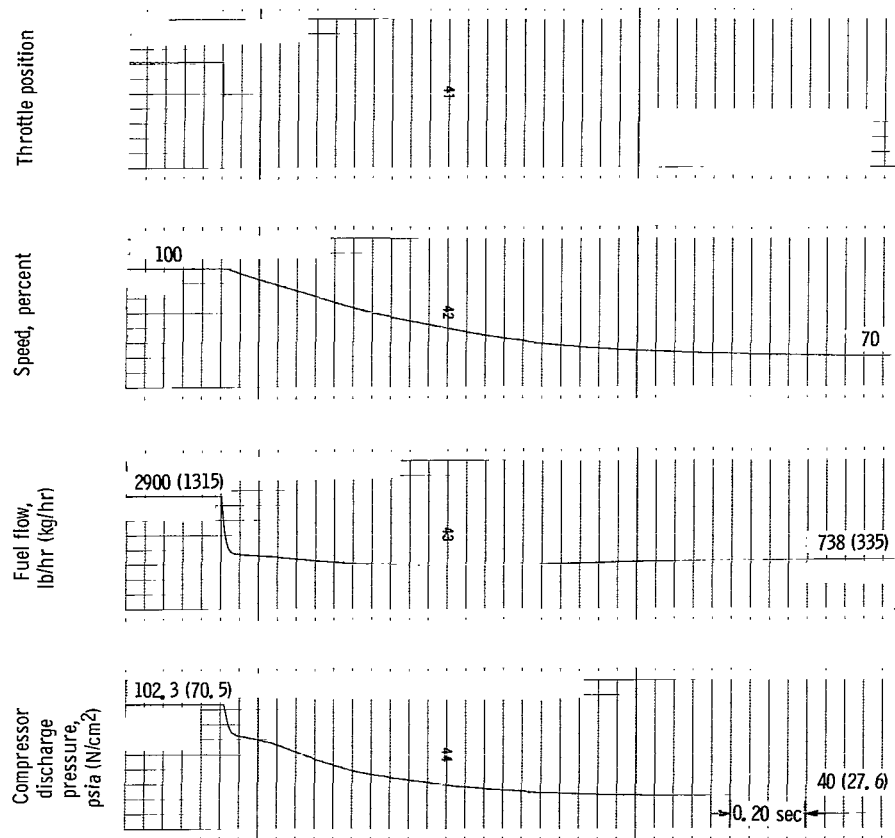 Throttle position
41
Speed, percent
100
42
70
Fuel flow,
lb/hr (kg/hr)
2900 (1315)
43
738 (335)
Compressor
discharge
pressure,
psia (N/cm2)
102.3 (70.5)
44
40 (27.6)
0.20 sec